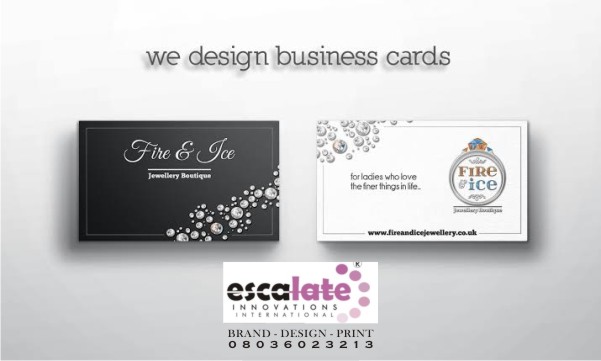 we design business cards
Fire & Ice
Jewellery Boutique
for ladies who love
the finer things in life..
FIRE
& ice
Jewellery Boutique
www.fireandicejewellery.co.uk
escalate®
INNOVATIONS
INTERNATIONAL
BRAND - DESIGN - PRINT
08036023213